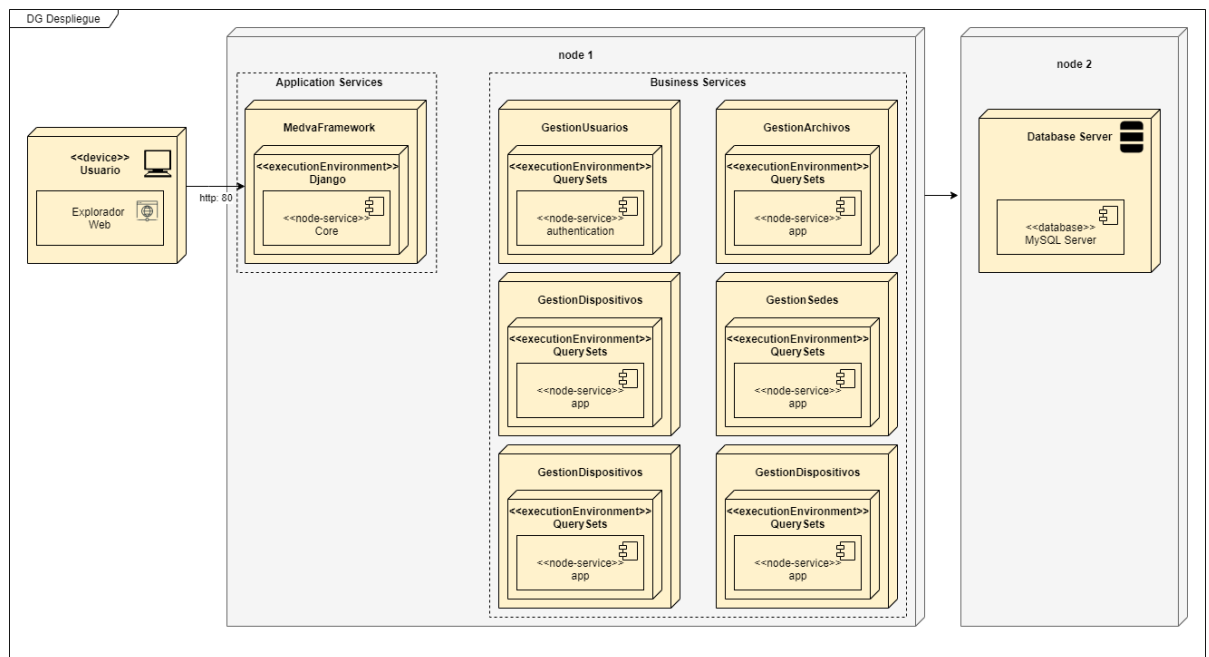 DG Despliegue
<<device>>
Usuario
Explorador
Web
http: 80
node 1
Application Services
MedvaFramework
<<executionEnvironment>>
Django
<<node-service>>
Core
Business Services
GestionUsuarios
<<executionEnvironment>>
QuerySets
<<node-service>>
authentication
GestionArchivos
<<executionEnvironment>>
QuerySets
<<node-service>>
app
GestionDispositivos
<<executionEnvironment>>
QuerySets
<<node-service>>
app
GestionSedes
<<executionEnvironment>>
QuerySets
<<node-service>>
app
GestionDispositivos
<<executionEnvironment>>
QuerySets
<<node-service>>
app
GestionDispositivos
<<executionEnvironment>>
QuerySets
<<node-service>>
app
node 2
Database Server
<<database>>
MySQL Server